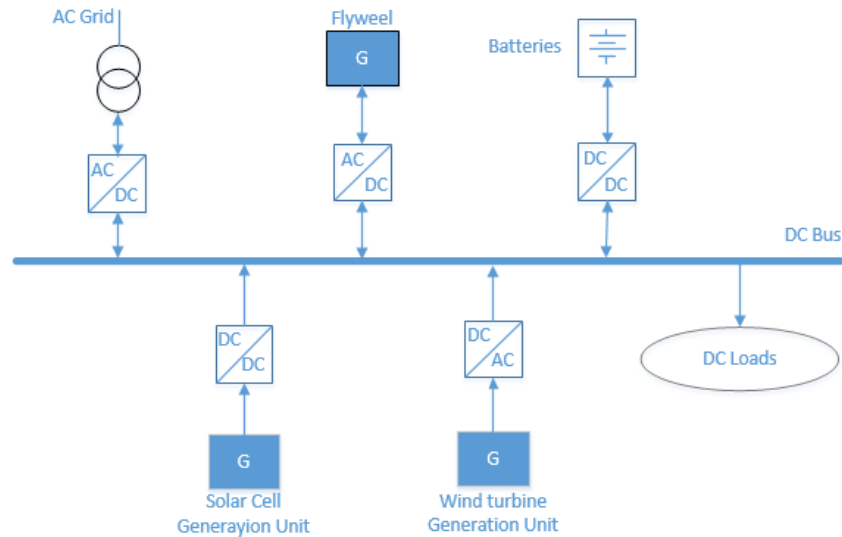 AC Grid
Flyweel
G
Batteries
AC
DC
AC
DC
DC
DC
DC Bus
DC
DC
DC
AC
DC Loads
G
G
Solar Cell
Generayion Unit
Wind turbine
Generation Unit